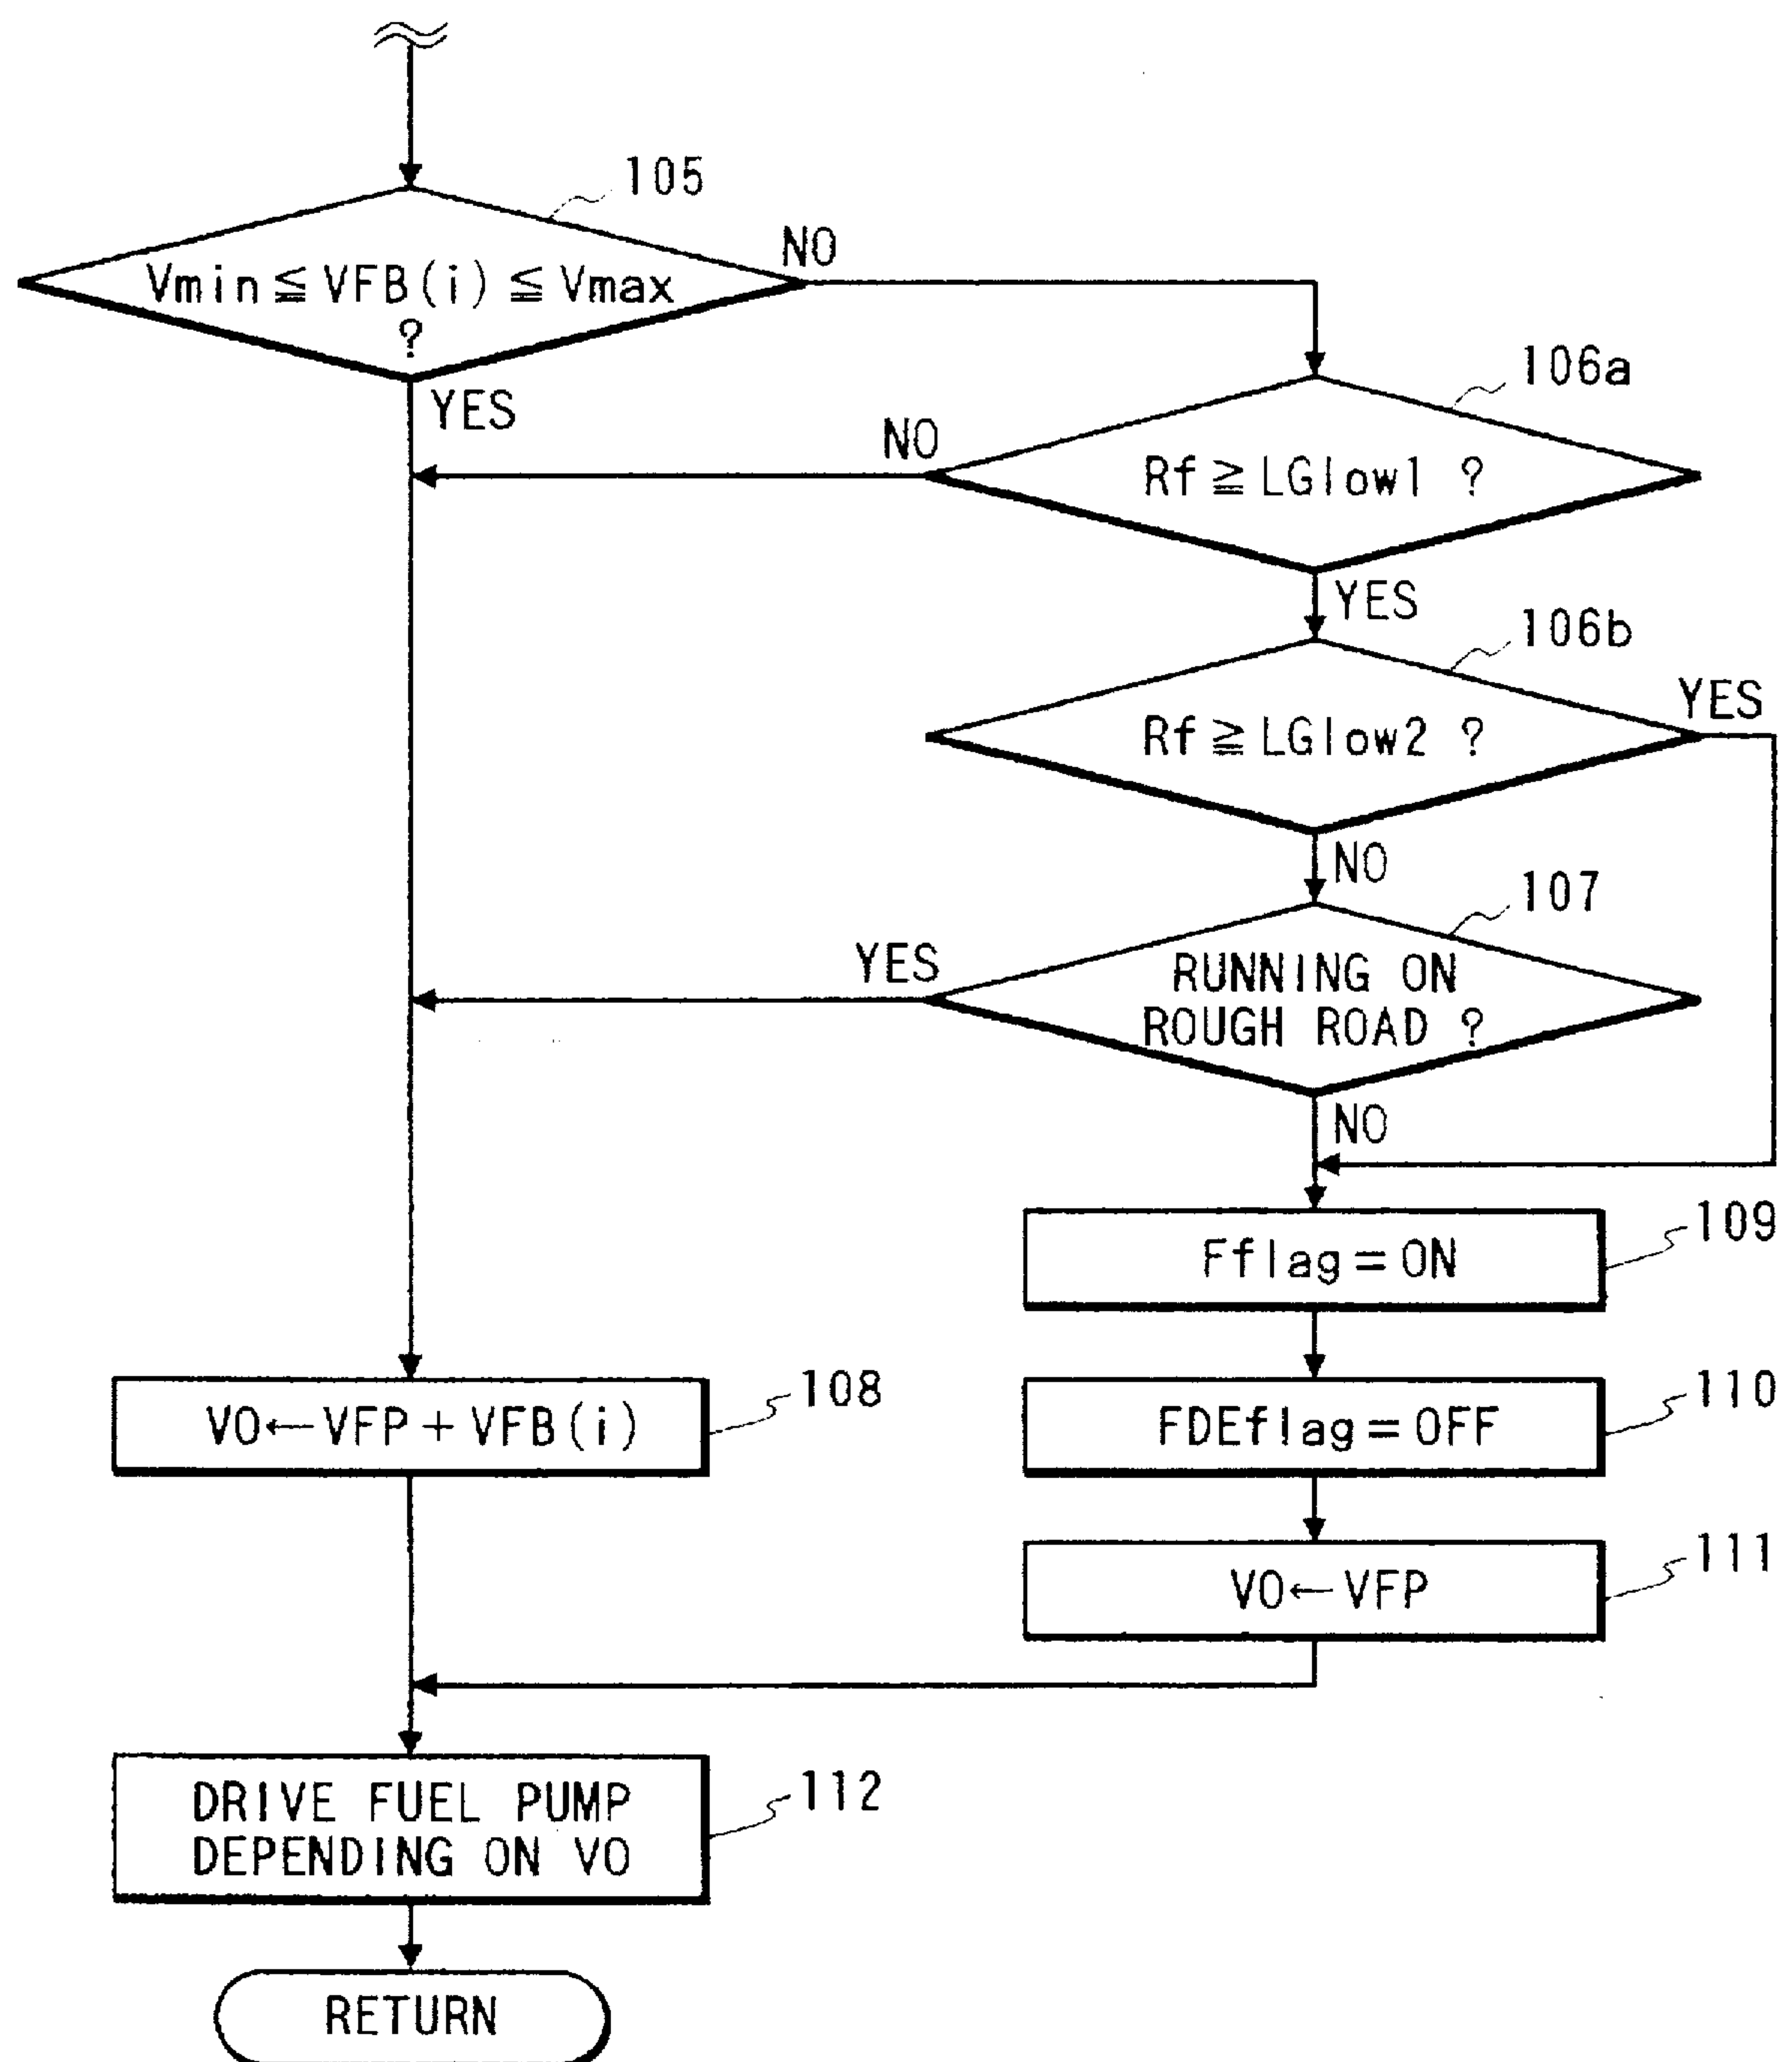 105
NO
Vmin ≦ VFB(i) ≦ Vmax
?
YES
106a
NO
Rf ≧ LGlow1 ?
YES
106b
YES
Rf ≧ LGlow2 ?
NO
107
YES
RUNNING ON
ROUGH ROAD ?
NO
109
Fflag = ON
108
VO ← VFP + VFB(i)
110
FDEflag = OFF
111
VO ← VFP
112
DRIVE FUEL PUMP
DEPENDING ON VO
RETURN